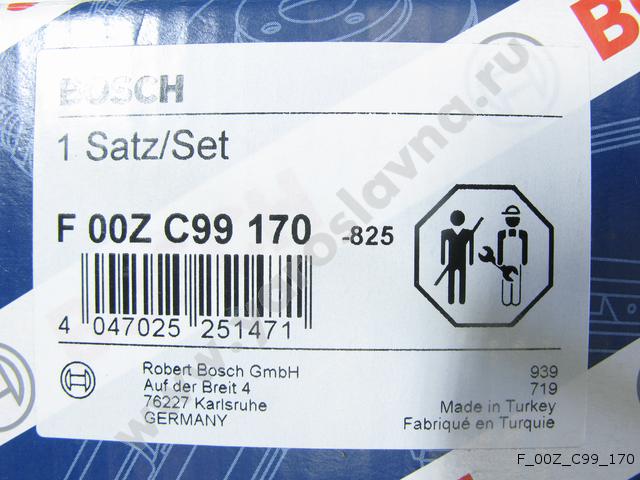 BOSCH
1 Satz/Set
F 00Z C99 170 -825
4 047025 251471
Robert Bosch GmbH
Auf der Breit 4
76227 Karlsruhe
GERMANY
939
719
Made in Turkey
Fabriqué en Turquie
www.yaroslavna.ru
F_00Z_C99_170